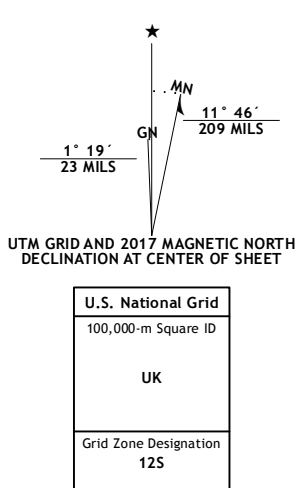 ★
MN
GN
11° 46´
209 MILS
1° 19´
23 MILS
UTM GRID AND 2017 MAGNETIC NORTH
DECLINATION AT CENTER OF SHEET
U.S. National Grid
100,000-m Square ID
UK
Grid Zone Designation
12S